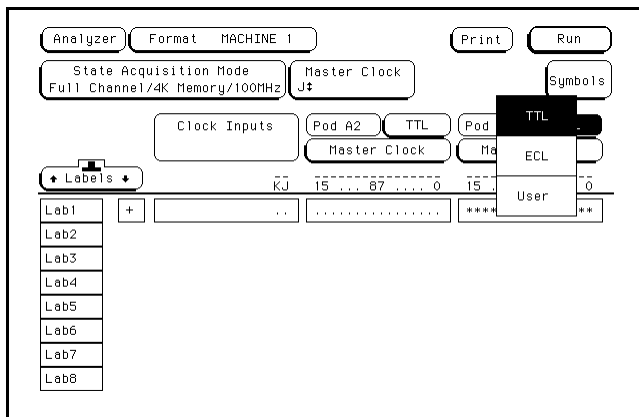 Analyzer Format MACHINE 1 Print Run
State Acquisition Mode
Full Channel/4K Memory/100MHz
Master Clock
J↕
Symbols
Clock Inputs
Pod A2 TTL
Master Clock
Pod
Ma
TTL
ECL
User
↑ Labels ↓
KJ 15 ... 87 .... 0 15 . 0
Lab1 + .. ................ **** **
Lab2
Lab3
Lab4
Lab5
Lab6
Lab7
Lab8